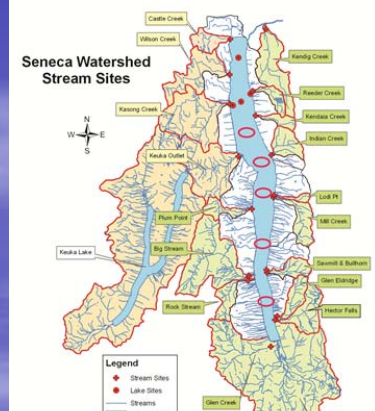 Castle Creek
Wilson Creek
Kendig Creek
Seneca Watershed
Stream Sites
Reeder Creek
Kasong Creek
Kendaia Creek
N
W E
S
Indian Creek
Keuka Outlet
Lodi Pt
Plum Point
Mill Creek
Big Stream
Keuka Lake
Sawmill & Bullhorn
Glen Eldridge
Rock Stream
Hector Falls
Legend
Stream Sites
Lake Sites
Streams
Glen Creek